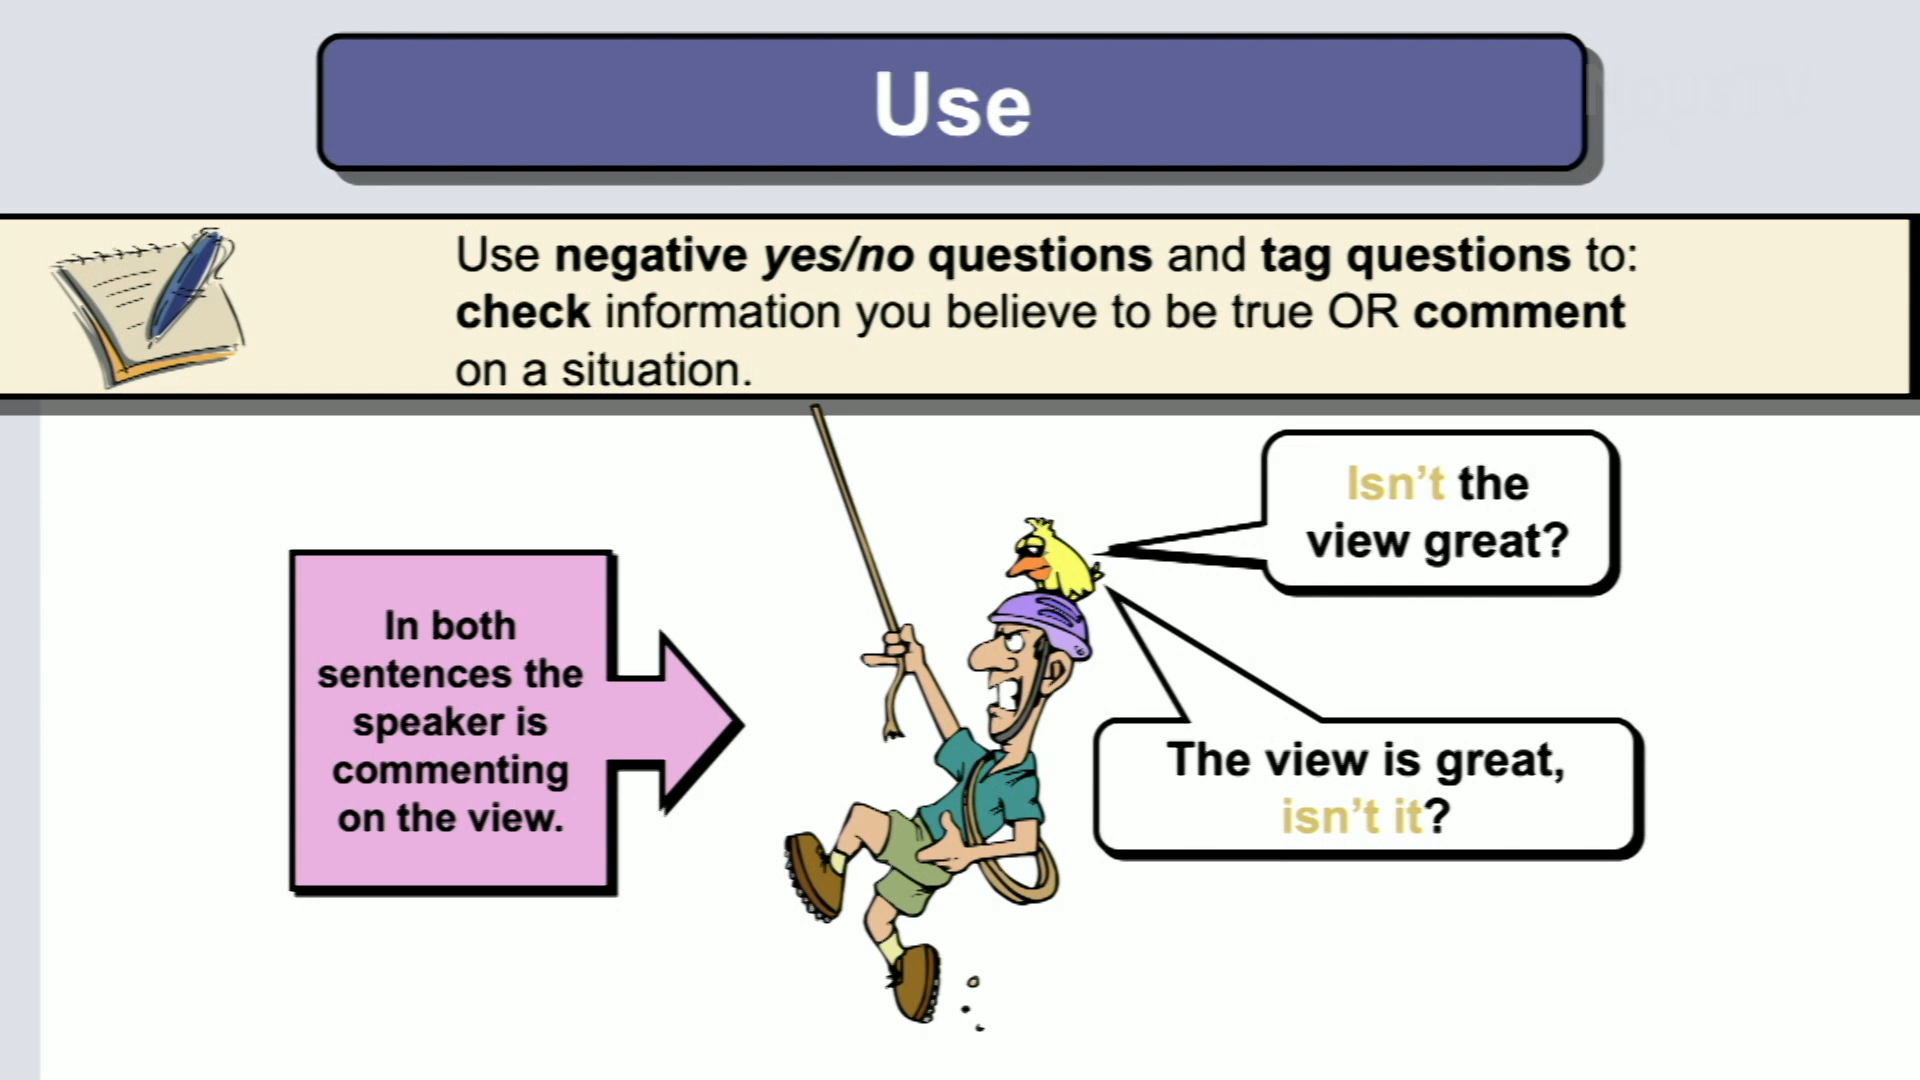 Use
Use negative yes/no questions and tag questions to:
check information you believe to be true OR comment
on a situation.
Isn't the
view great?
In both
sentences the
speaker is
commenting
on the view.
The view is great,
isn't it?